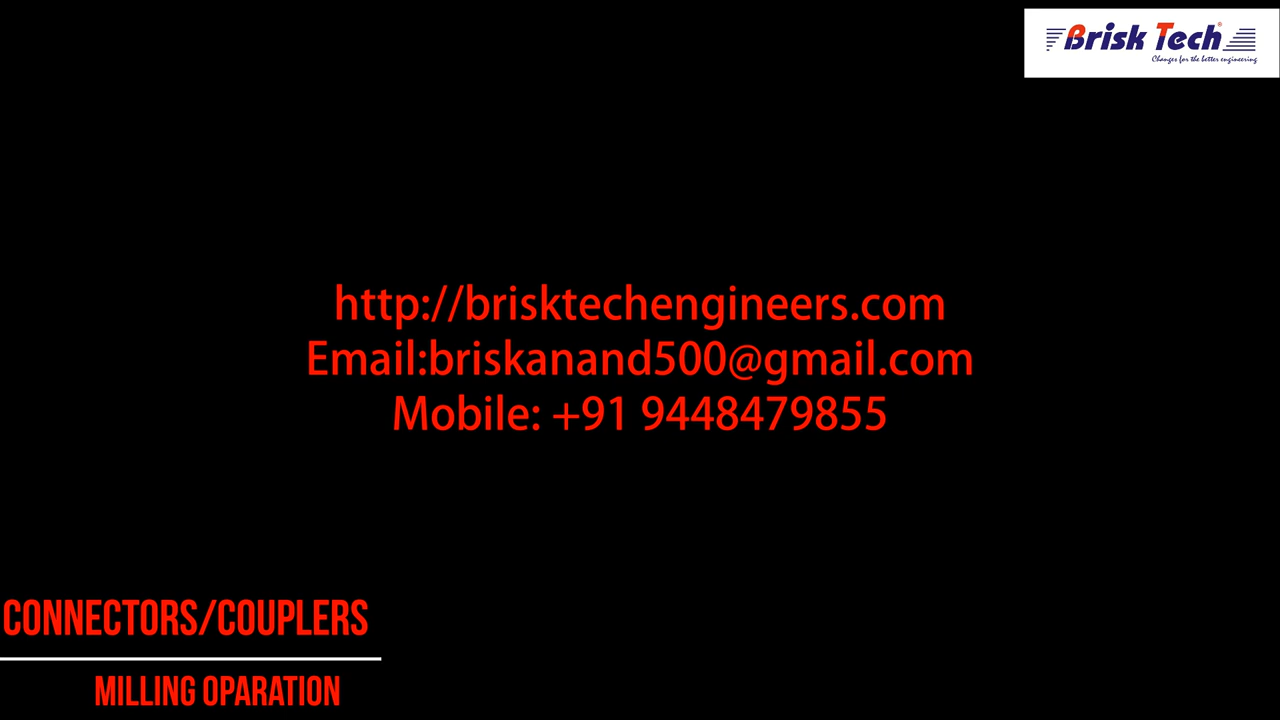 Brisk Tech®
Changes for the better engineering
http://brisktechengineers.com
Email:briskanand500@gmail.com
Mobile: +91 9448479855
CONNECTORS/COUPLERS
MILLING OPARATION